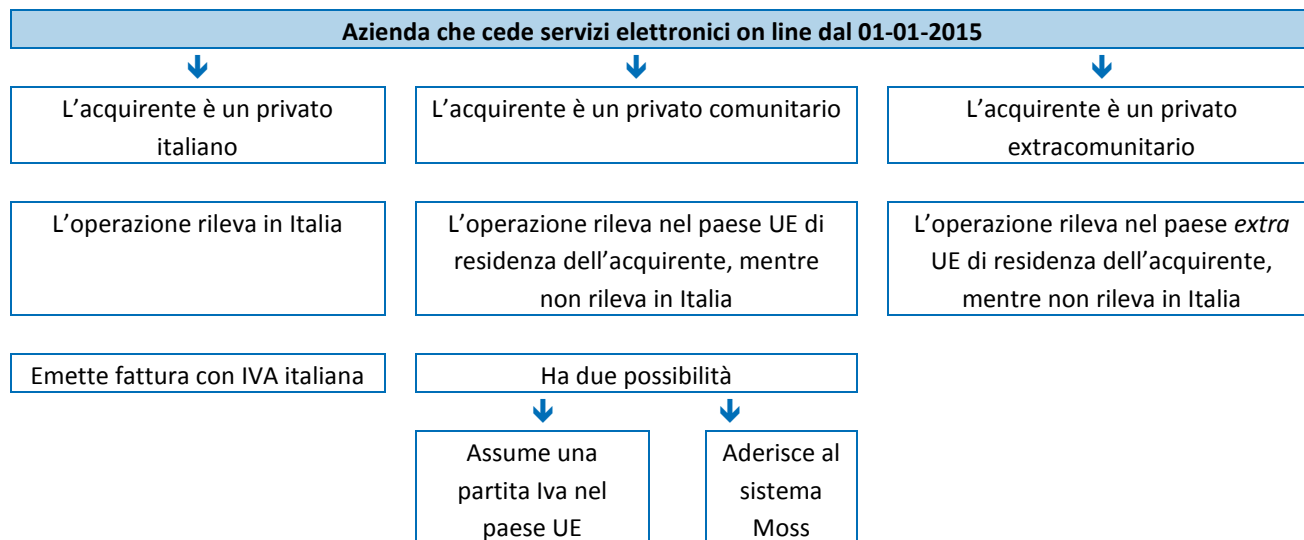 Azienda che cede servizi elettronici on line dal 01-01-2015
L'acquirente è un privato
italiano
L'acquirente è un privato comunitario
L'acquirente è un privato
extracomunitario
L'operazione rileva in Italia
L'operazione rileva nel paese UE di
residenza dell'acquirente, mentre
non rileva in Italia
L'operazione rileva nel paese extra
UE di residenza dell'acquirente,
mentre non rileva in Italia
Emette fattura con IVA italiana
Ha due possibilità
Assume una
partita Iva nel
paese UE
Aderisce al
sistema
Moss